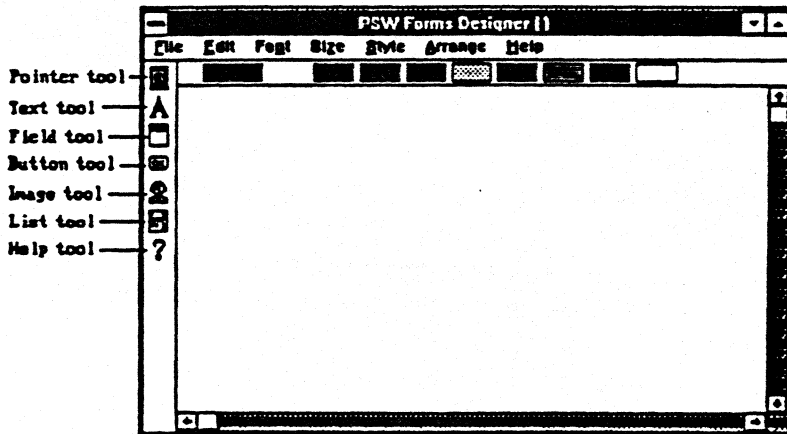 PSW Forms Designer ()
File Edit Font Size Style Arrange Help
Pointer tool
Text tool
A
Field tool
Button tool
Image tool
List tool
Help tool
?